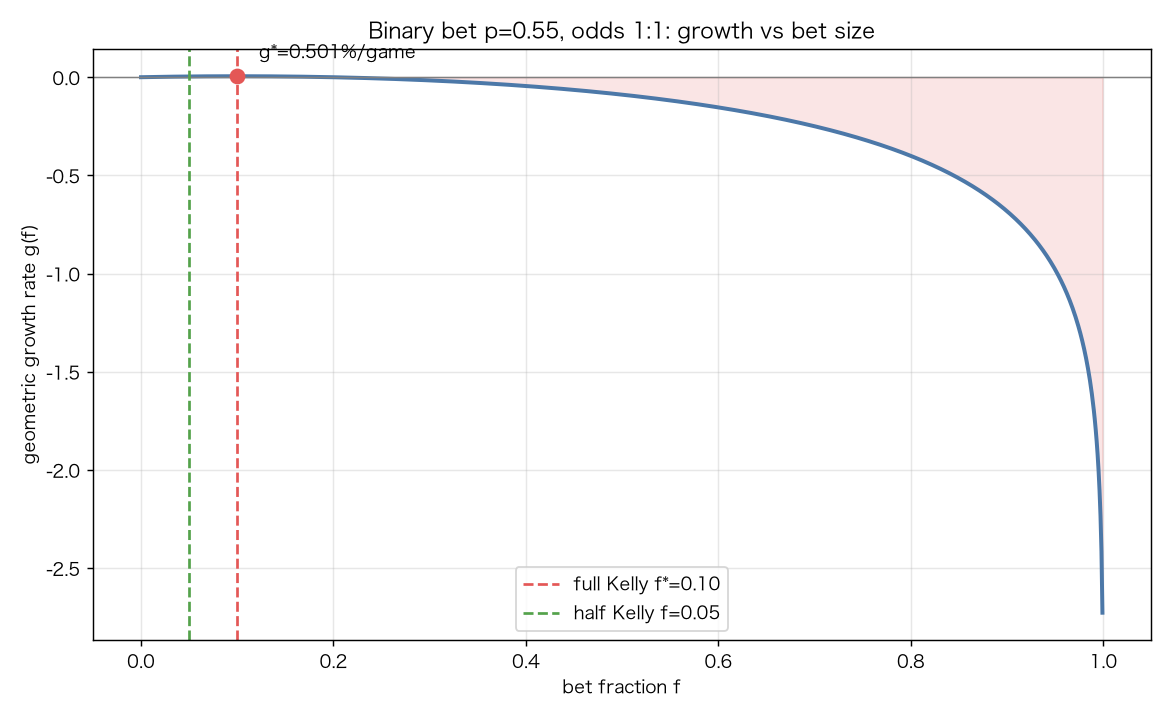 Binary bet p=0.55, odds 1:1: growth vs bet size
g*=0.501%/game
0.0
-0.5
-1.0
-1.5
-2.0
-2.5
geometric growth rate g(f)
full Kelly f*=0.10
half Kelly f=0.05
0.0 0.2 0.4 0.6 0.8 1.0
bet fraction f